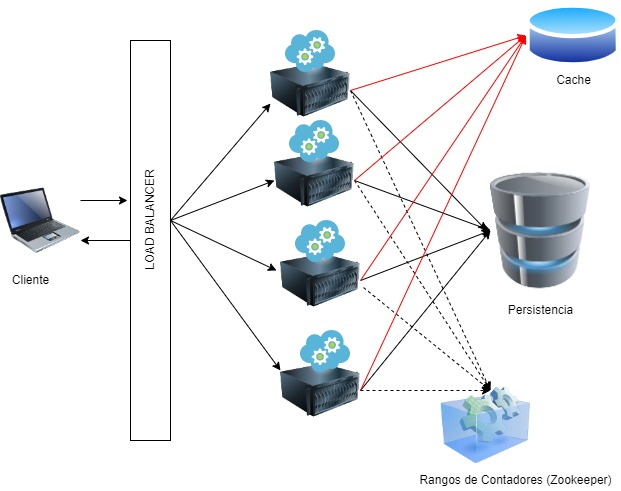 Cache
LOAD BALANCER
Cliente
Persistencia
Rangos de Contadores (Zookeeper)